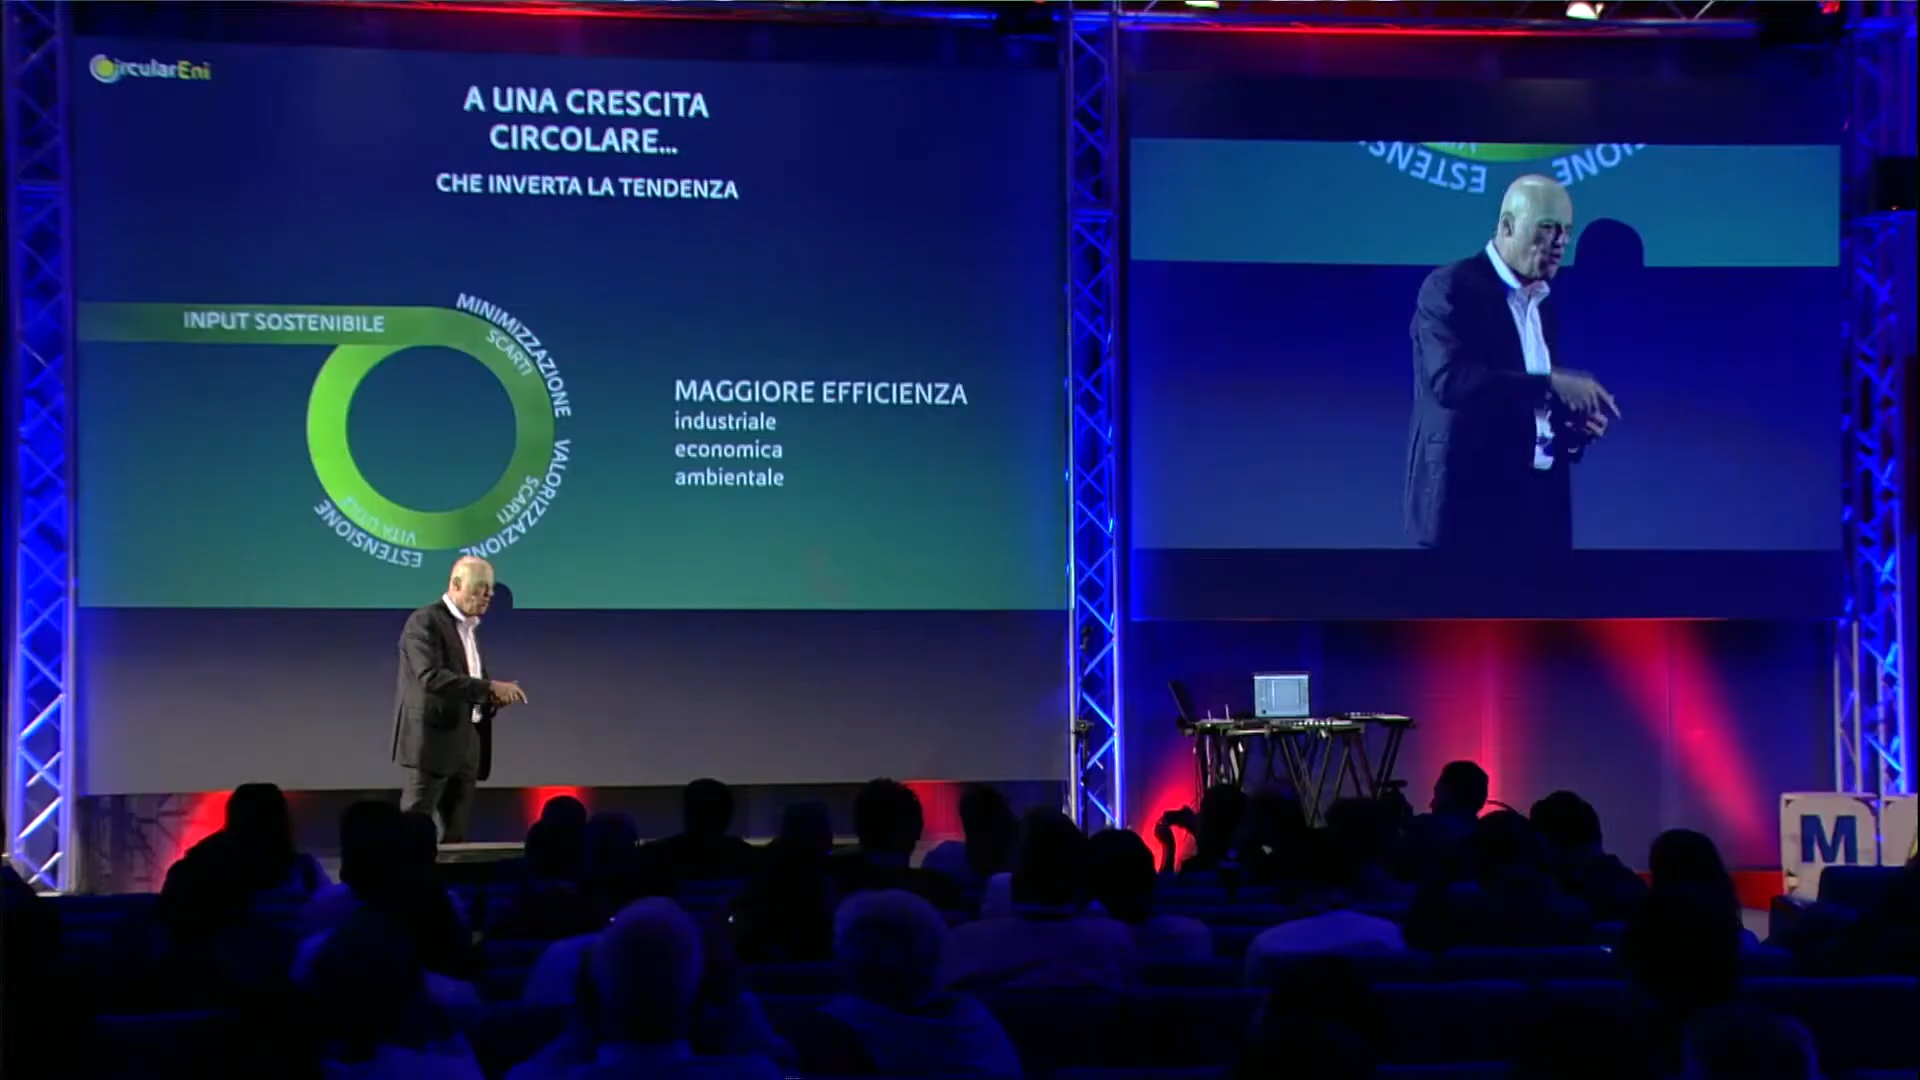 CircularEni
A UNA CRESCITA
CIRCOLARE...
CHE INVERTA LA TENDENZA
INPUT SOSTENIBILE
MINIMIZZAZIONE
SCARTI
VALORIZZAZIONE
SCARTI
ESTENSIONE
VITA UTILE
MAGGIORE EFFICIENZA
industriale
economica
ambientale
M